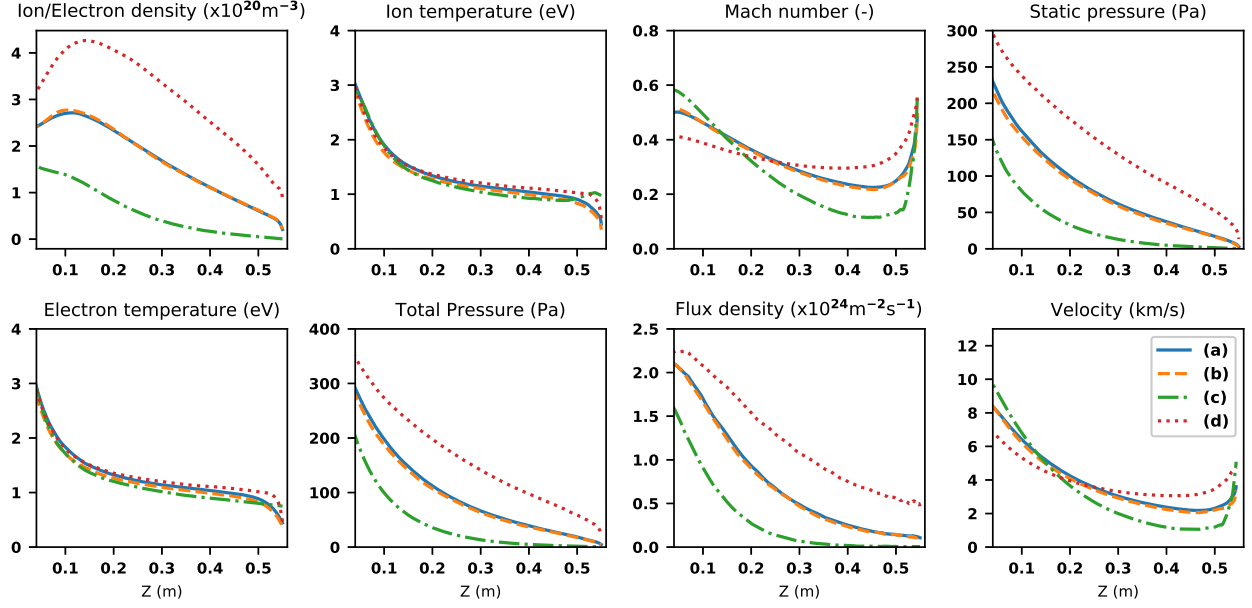 Ion/Electron density (x10²⁰m⁻³)
4
3
2
1
0
0.1 0.2 0.3 0.4 0.5
Ion temperature (eV)
4
3
2
1
0
0.1 0.2 0.3 0.4 0.5
Mach number (-)
0.8
0.6
0.4
0.2
0.0
0.1 0.2 0.3 0.4 0.5
Static pressure (Pa)
300
250
200
150
100
50
0
0.1 0.2 0.3 0.4 0.5
Electron temperature (eV)
4
3
2
1
0
0.1 0.2 0.3 0.4 0.5
Z (m)
Total Pressure (Pa)
400
300
200
100
0
0.1 0.2 0.3 0.4 0.5
Z (m)
Flux density (x10²⁴m⁻²s⁻¹)
2.5
2.0
1.5
1.0
0.5
0.0
0.1 0.2 0.3 0.4 0.5
Z (m)
Velocity (km/s)
12
10
8
6
4
2
0
(a)
(b)
(c)
(d)
0.1 0.2 0.3 0.4 0.5
Z (m)